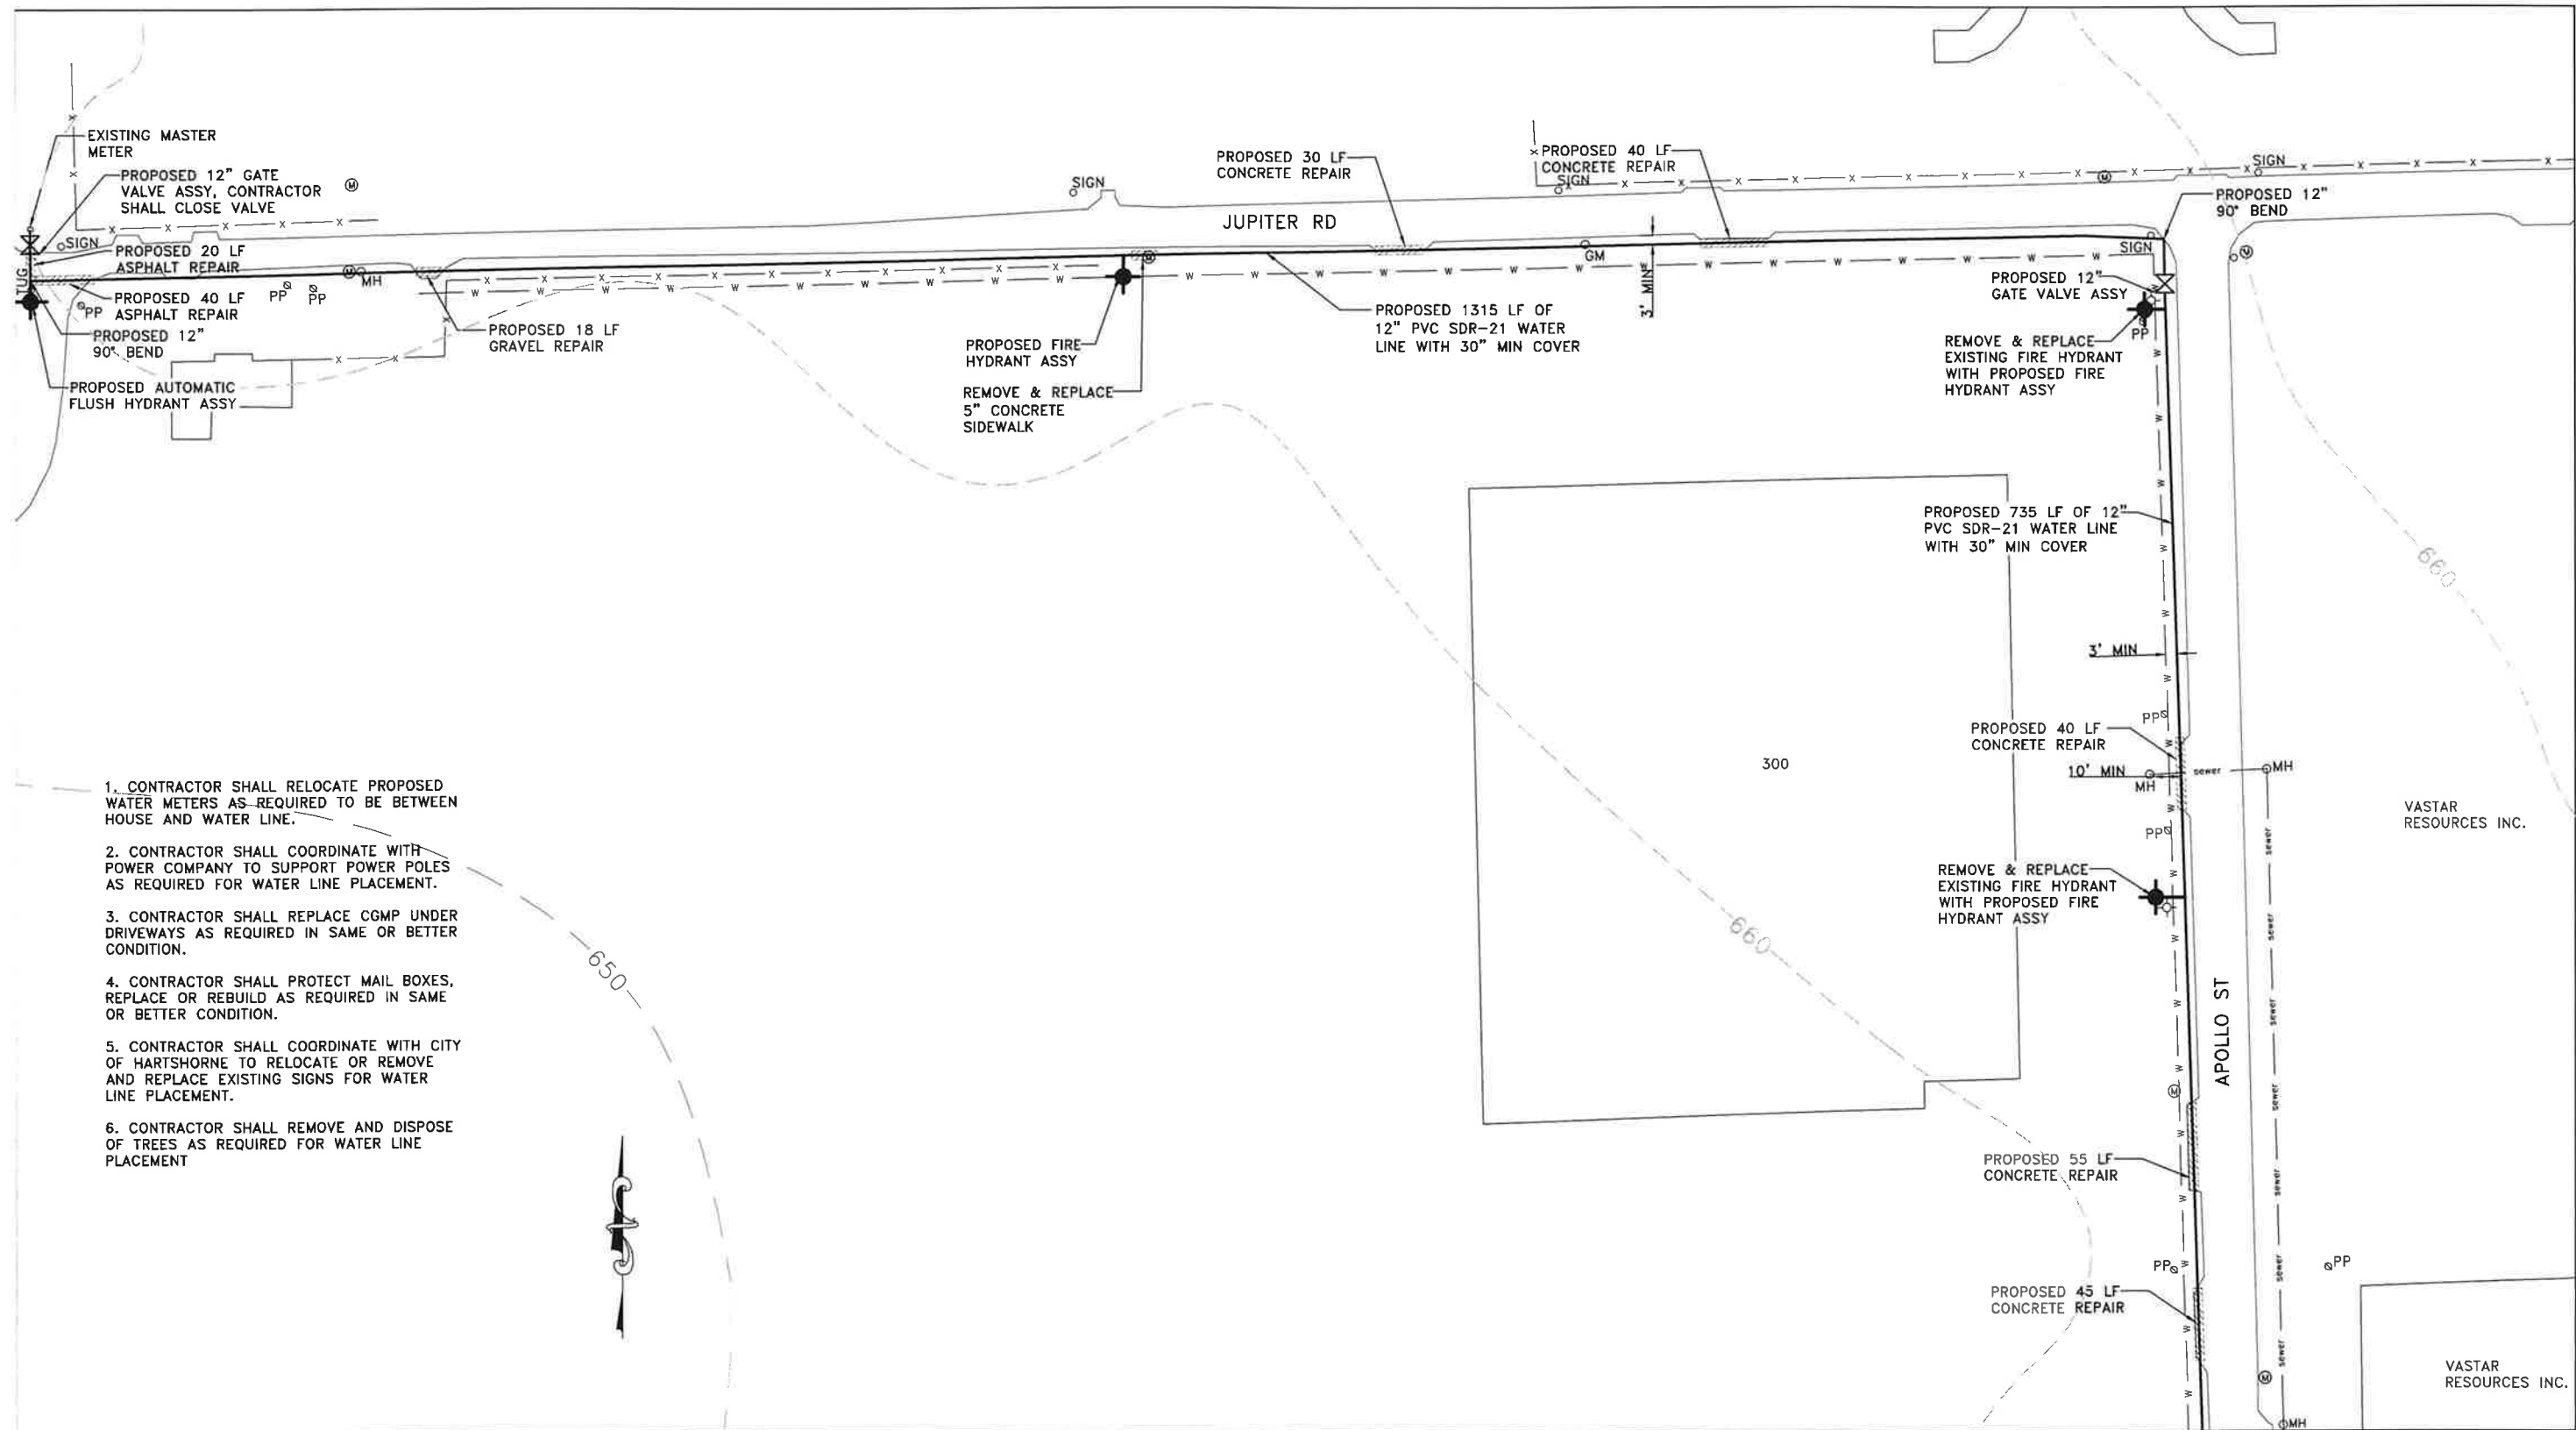 EXISTING MASTER
METER
PROPOSED 12" GATE
VALVE ASSY, CONTRACTOR
SHALL CLOSE VALVE
M
SIGN
PROPOSED 20 LF
ASPHALT REPAIR
TUG
PROPOSED 40 LF
ASPHALT REPAIR
PP
PP
PP
M
MH
PROPOSED 12"
90° BEND
PROPOSED AUTOMATIC
FLUSH HYDRANT ASSY
PROPOSED 18 LF
GRAVEL REPAIR
SIGN
JUPITER RD
PROPOSED 30 LF
CONCRETE REPAIR
PROPOSED 40 LF
CONCRETE REPAIR
SIGN
M
SIGN
PROPOSED 12"
90° BEND
SIGN
M
GM
3' MIN
PROPOSED FIRE
HYDRANT ASSY
REMOVE & REPLACE
5" CONCRETE
SIDEWALK
PROPOSED 1315 LF OF
12" PVC SDR-21 WATER
LINE WITH 30" MIN COVER
PROPOSED 12"
GATE VALVE ASSY
PP
REMOVE & REPLACE
EXISTING FIRE HYDRANT
WITH PROPOSED FIRE
HYDRANT ASSY
PROPOSED 735 LF OF 12"
PVC SDR-21 WATER LINE
WITH 30" MIN COVER
660
3' MIN
PP
PROPOSED 40 LF
CONCRETE REPAIR
10' MIN
MH
sewer
MH
PP
300
VASTAR
RESOURCES INC.
REMOVE & REPLACE
EXISTING FIRE HYDRANT
WITH PROPOSED FIRE
HYDRANT ASSY
660
APOLLO ST
sewer
sewer
sewer
sewer
sewer
sewer
sewer
M
1. CONTRACTOR SHALL RELOCATE PROPOSED
WATER METERS AS REQUIRED TO BE BETWEEN
HOUSE AND WATER LINE.
2. CONTRACTOR SHALL COORDINATE WITH
POWER COMPANY TO SUPPORT POWER POLES
AS REQUIRED FOR WATER LINE PLACEMENT.
3. CONTRACTOR SHALL REPLACE CGMP UNDER
DRIVEWAYS AS REQUIRED IN SAME OR BETTER
CONDITION.
4. CONTRACTOR SHALL PROTECT MAIL BOXES,
REPLACE OR REBUILD AS REQUIRED IN SAME
OR BETTER CONDITION.
5. CONTRACTOR SHALL COORDINATE WITH CITY
OF HARTSHORNE TO RELOCATE OR REMOVE
AND REPLACE EXISTING SIGNS FOR WATER
LINE PLACEMENT.
6. CONTRACTOR SHALL REMOVE AND DISPOSE
OF TREES AS REQUIRED FOR WATER LINE
PLACEMENT
650
PROPOSED 55 LF
CONCRETE REPAIR
PP
PP
PROPOSED 45 LF
CONCRETE REPAIR
M
MH
VASTAR
RESOURCES INC.